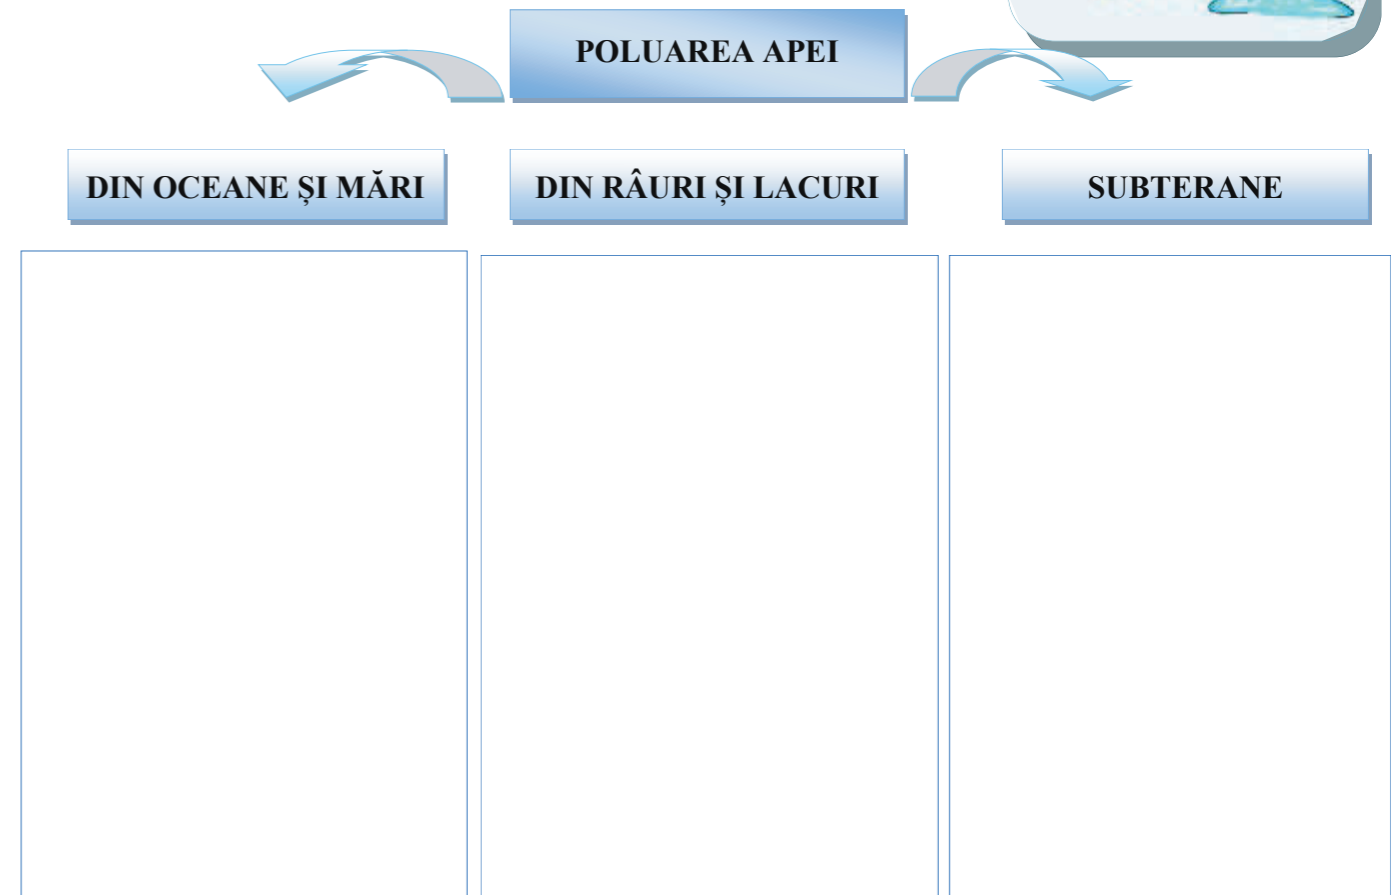 POLUAREA APEI
DIN OCEANE ȘI MĂRI
DIN RÂURI ȘI LACURI
SUBTERANE